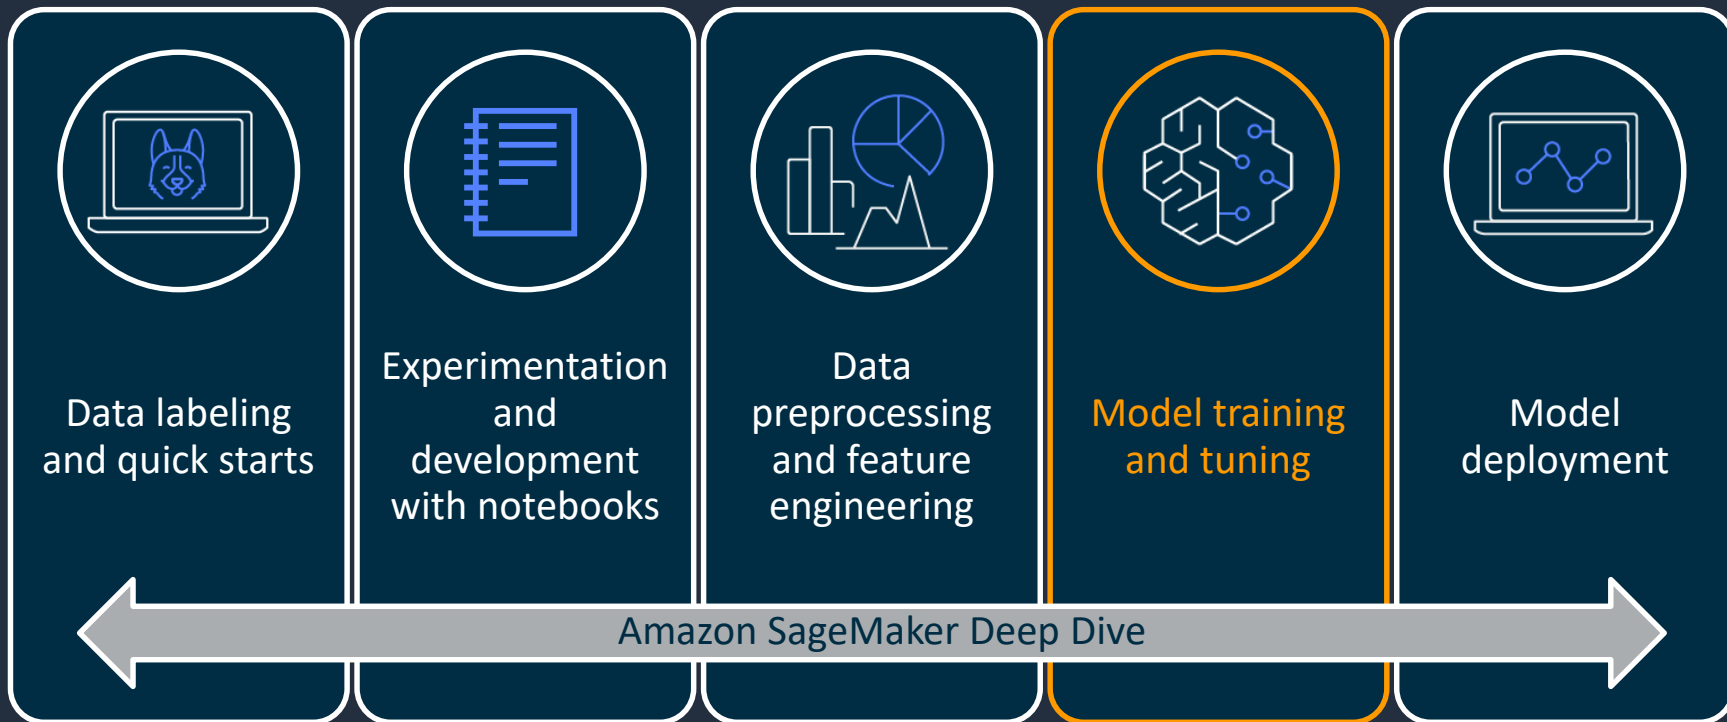 Data labeling
and quick starts
Experimentation
and
development
with notebooks
Data
preprocessing
and feature
engineering
Model training
and tuning
Model
deployment
Amazon SageMaker Deep Dive